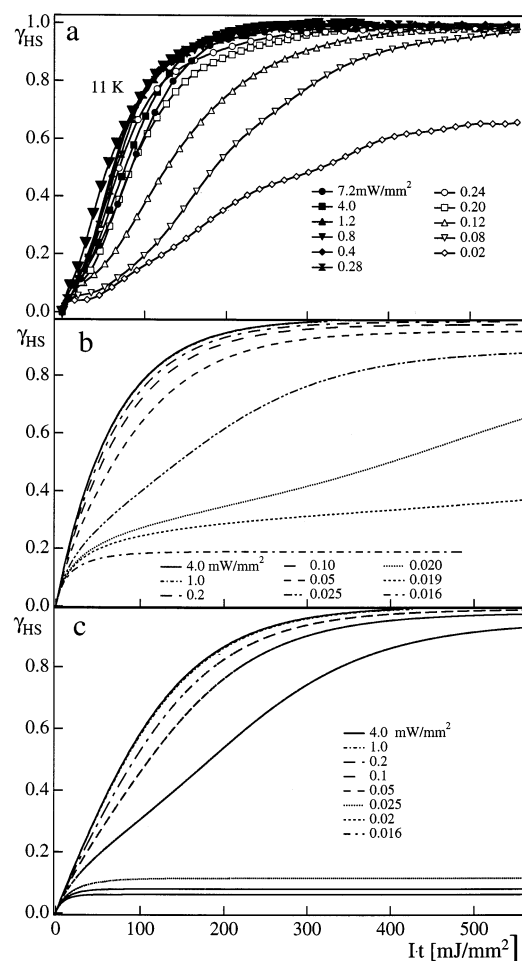 1.0
γHS
a
0.8
11 K
0.6
0.4
7.2mW/mm² 0.24
4.0 0.20
1.2 0.12
0.2
0.8 0.08
0.4 0.02
0.28
0.0
γHS
b
0.8
0.6
0.4
0.2
4.0 mW/mm² 0.10 0.020
1.0 0.05 0.019
0.2 0.025 0.016
0.0
γHS
c
0.8
0.6
4.0 mW/mm²
1.0
0.2
0.1
0.4
0.05
0.025
0.02
0.016
0.2
0.0
0 100 200 300 400 500
I·t [mJ/mm²]